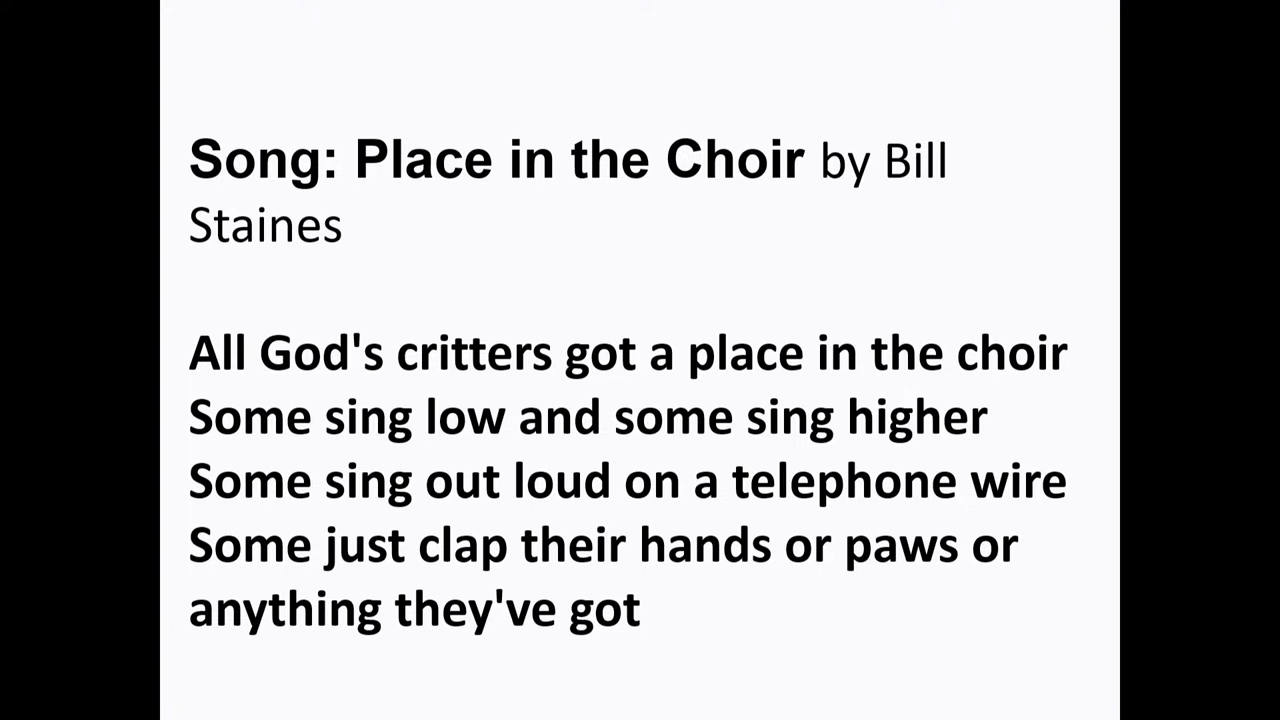 Song: Place in the Choir by Bill
Staines
All God's critters got a place in the choir
Some sing low and some sing higher
Some sing out loud on a telephone wire
Some just clap their hands or paws or
anything they've got